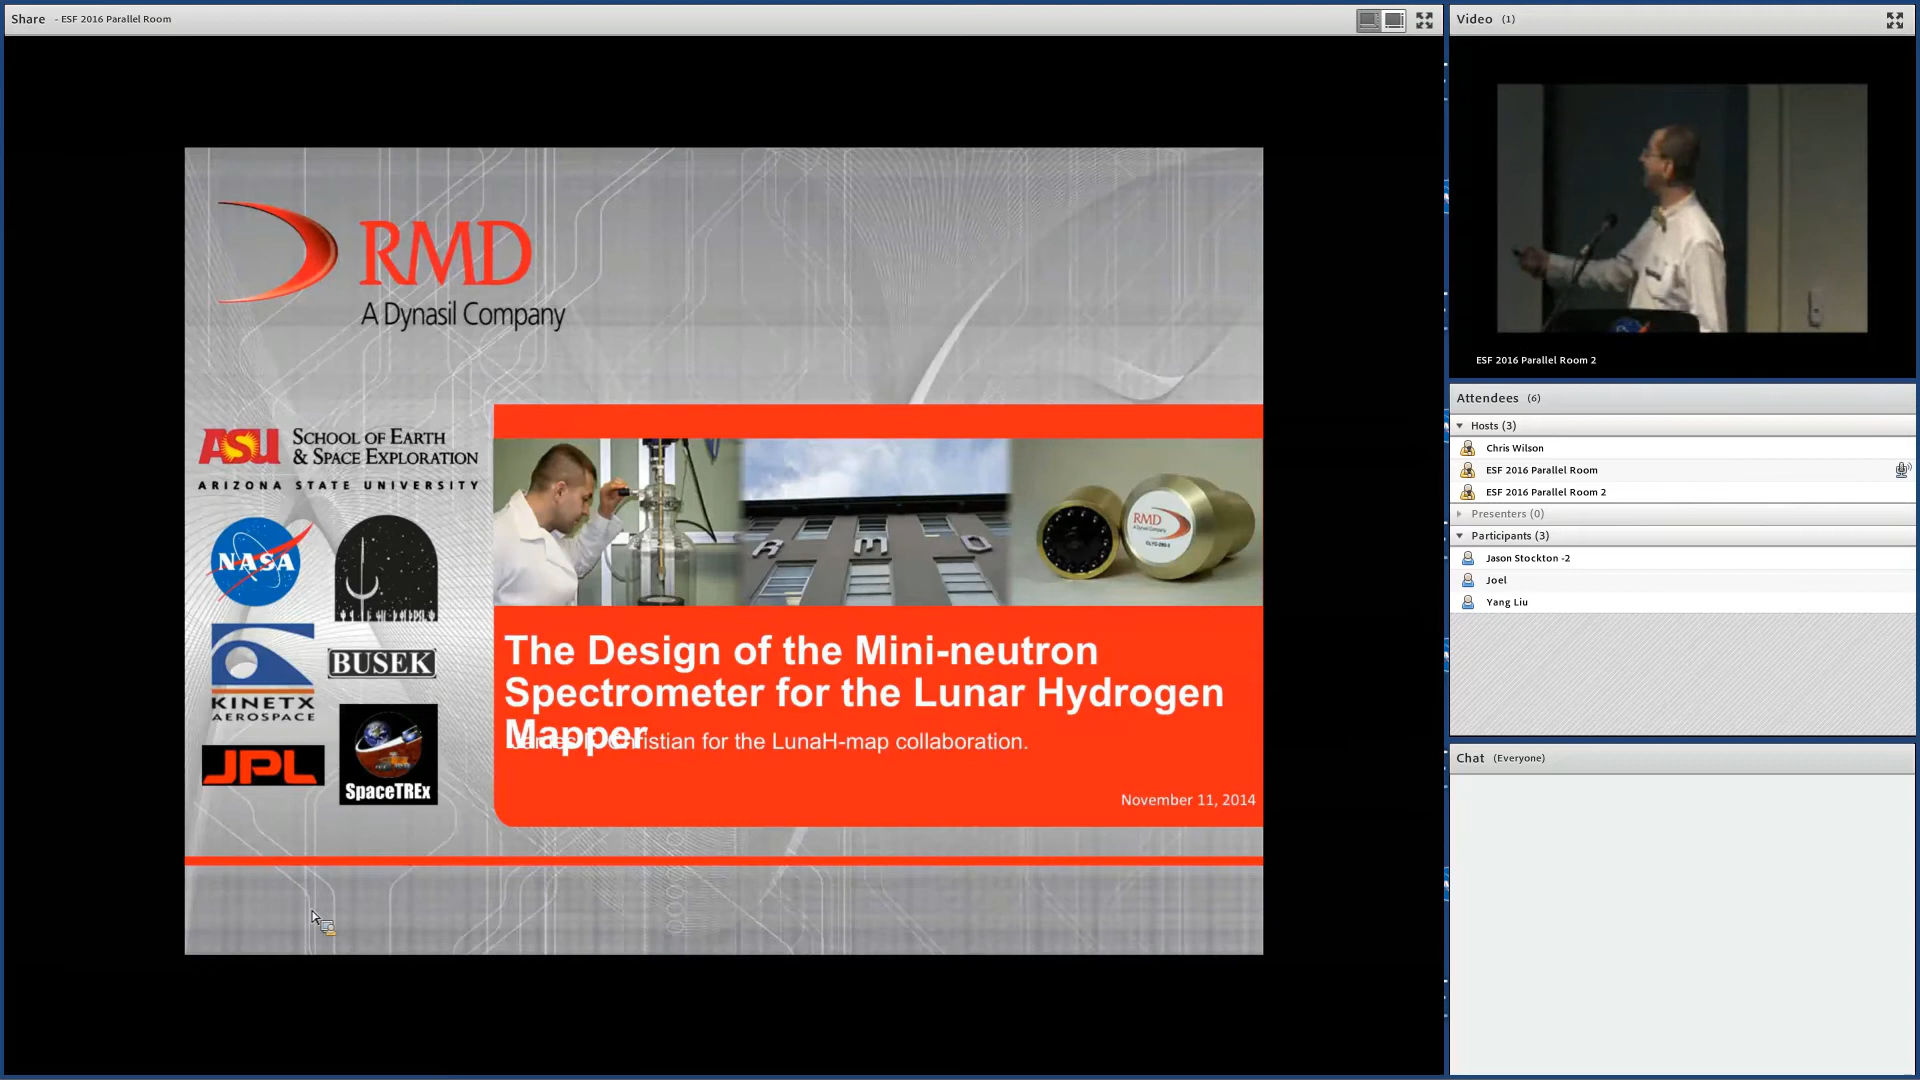 Share - ESF 2016 Parallel Room
RMD
A Dynasil Company
ASU SCHOOL OF EARTH
& SPACE EXPLORATION
ARIZONA STATE UNIVERSITY
NASA
KINETX
AEROSPACE
BUSEK
JPL
SpaceTREx
RMD
RMD
A Dynasil Company
The Design of the Mini-neutron
Spectrometer for the Lunar Hydrogen
Mapper
Christian for the LunaH-map collaboration.
November 11, 2014
Video (1)
ESF 2016 Parallel Room 2
Attendees (6)
Hosts (3)
Chris Wilson
ESF 2016 Parallel Room
ESF 2016 Parallel Room 2
Presenters (0)
Participants (3)
Jason Stockton -2
Joel
Yang Liu
Chat (Everyone)